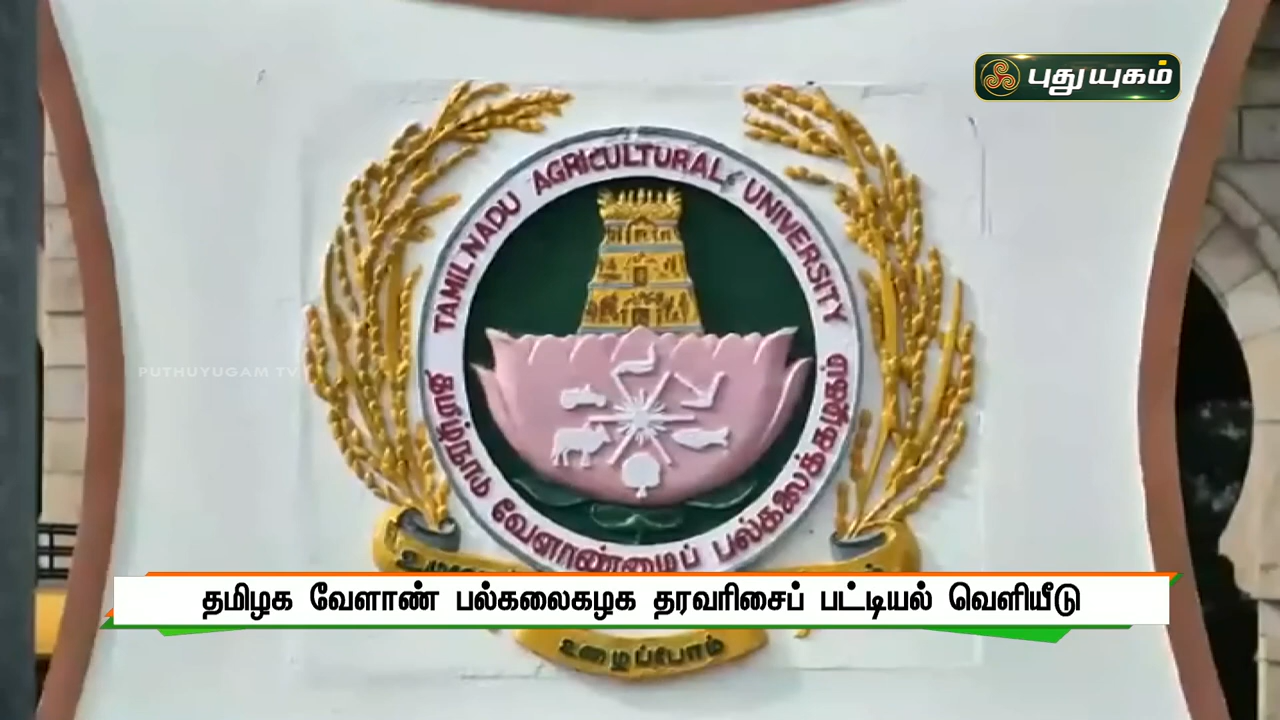 புதுயுகம்
TAMIL NADU AGRICULTURAL UNIVERSITY
தமிழ்நாடு வேளாண்மைப் பல்கலைக்கழகம்
PUTHUYUGAM TV
தமிழக வேளாண் பல்கலைகழக தரவரிசைப் பட்டியல் வெளியீடு
உழைப்போம்